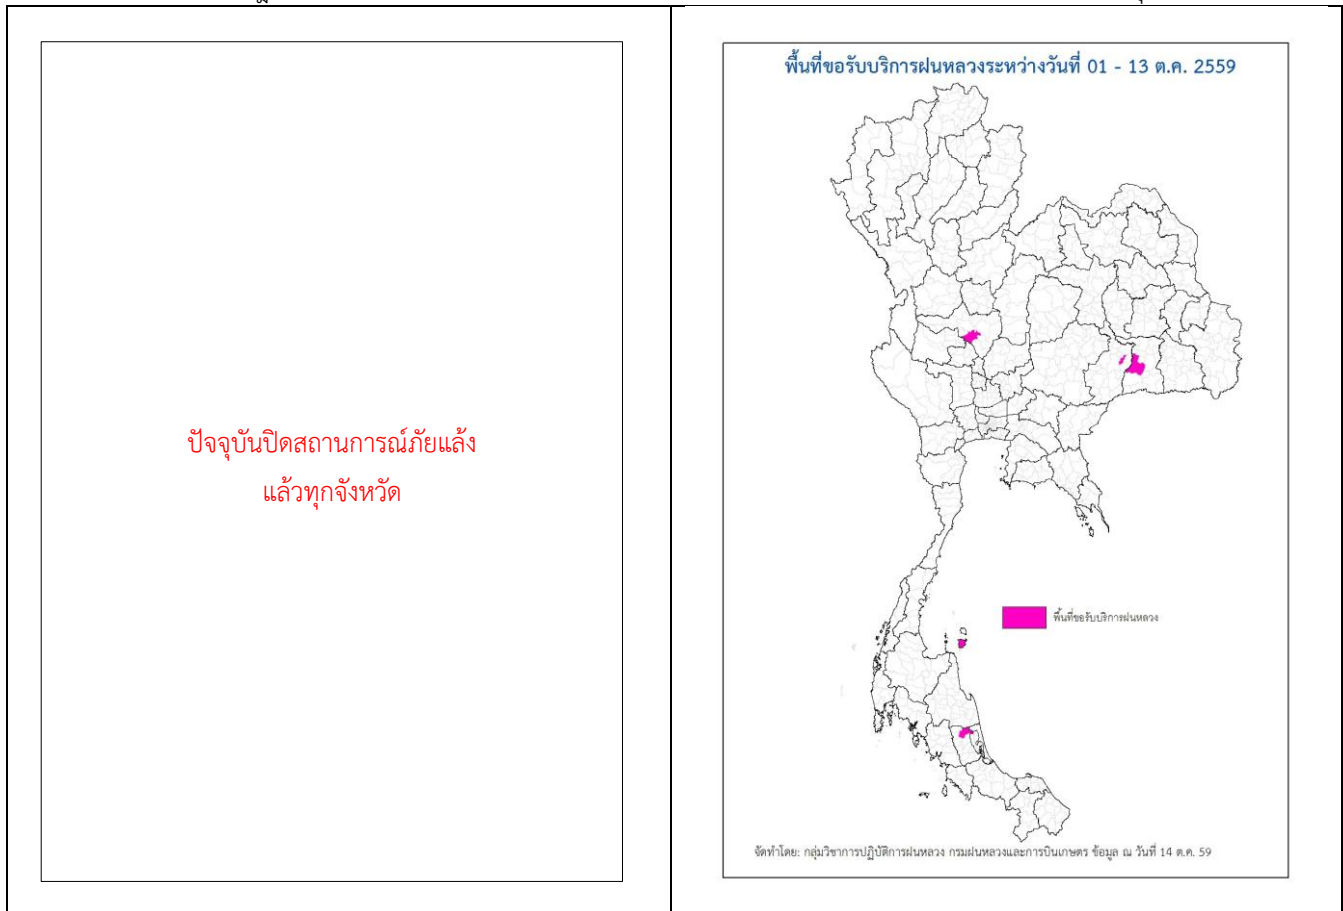 ปัจจุบันปิดสถานการณ์ภัยแล้ง
แล้วทุกจังหวัด
พื้นที่ขอรับบริการฝนหลวงระหว่างวันที่ 01 - 13 ต.ค. 2559
พื้นที่ขอรับบริการฝนหลวง
จัดทำโดย: กลุ่มวิชาการปฏิบัติการฝนหลวง กรมฝนหลวงและการบินเกษตร ข้อมูล ณ วันที่ 14 ต.ค. 59